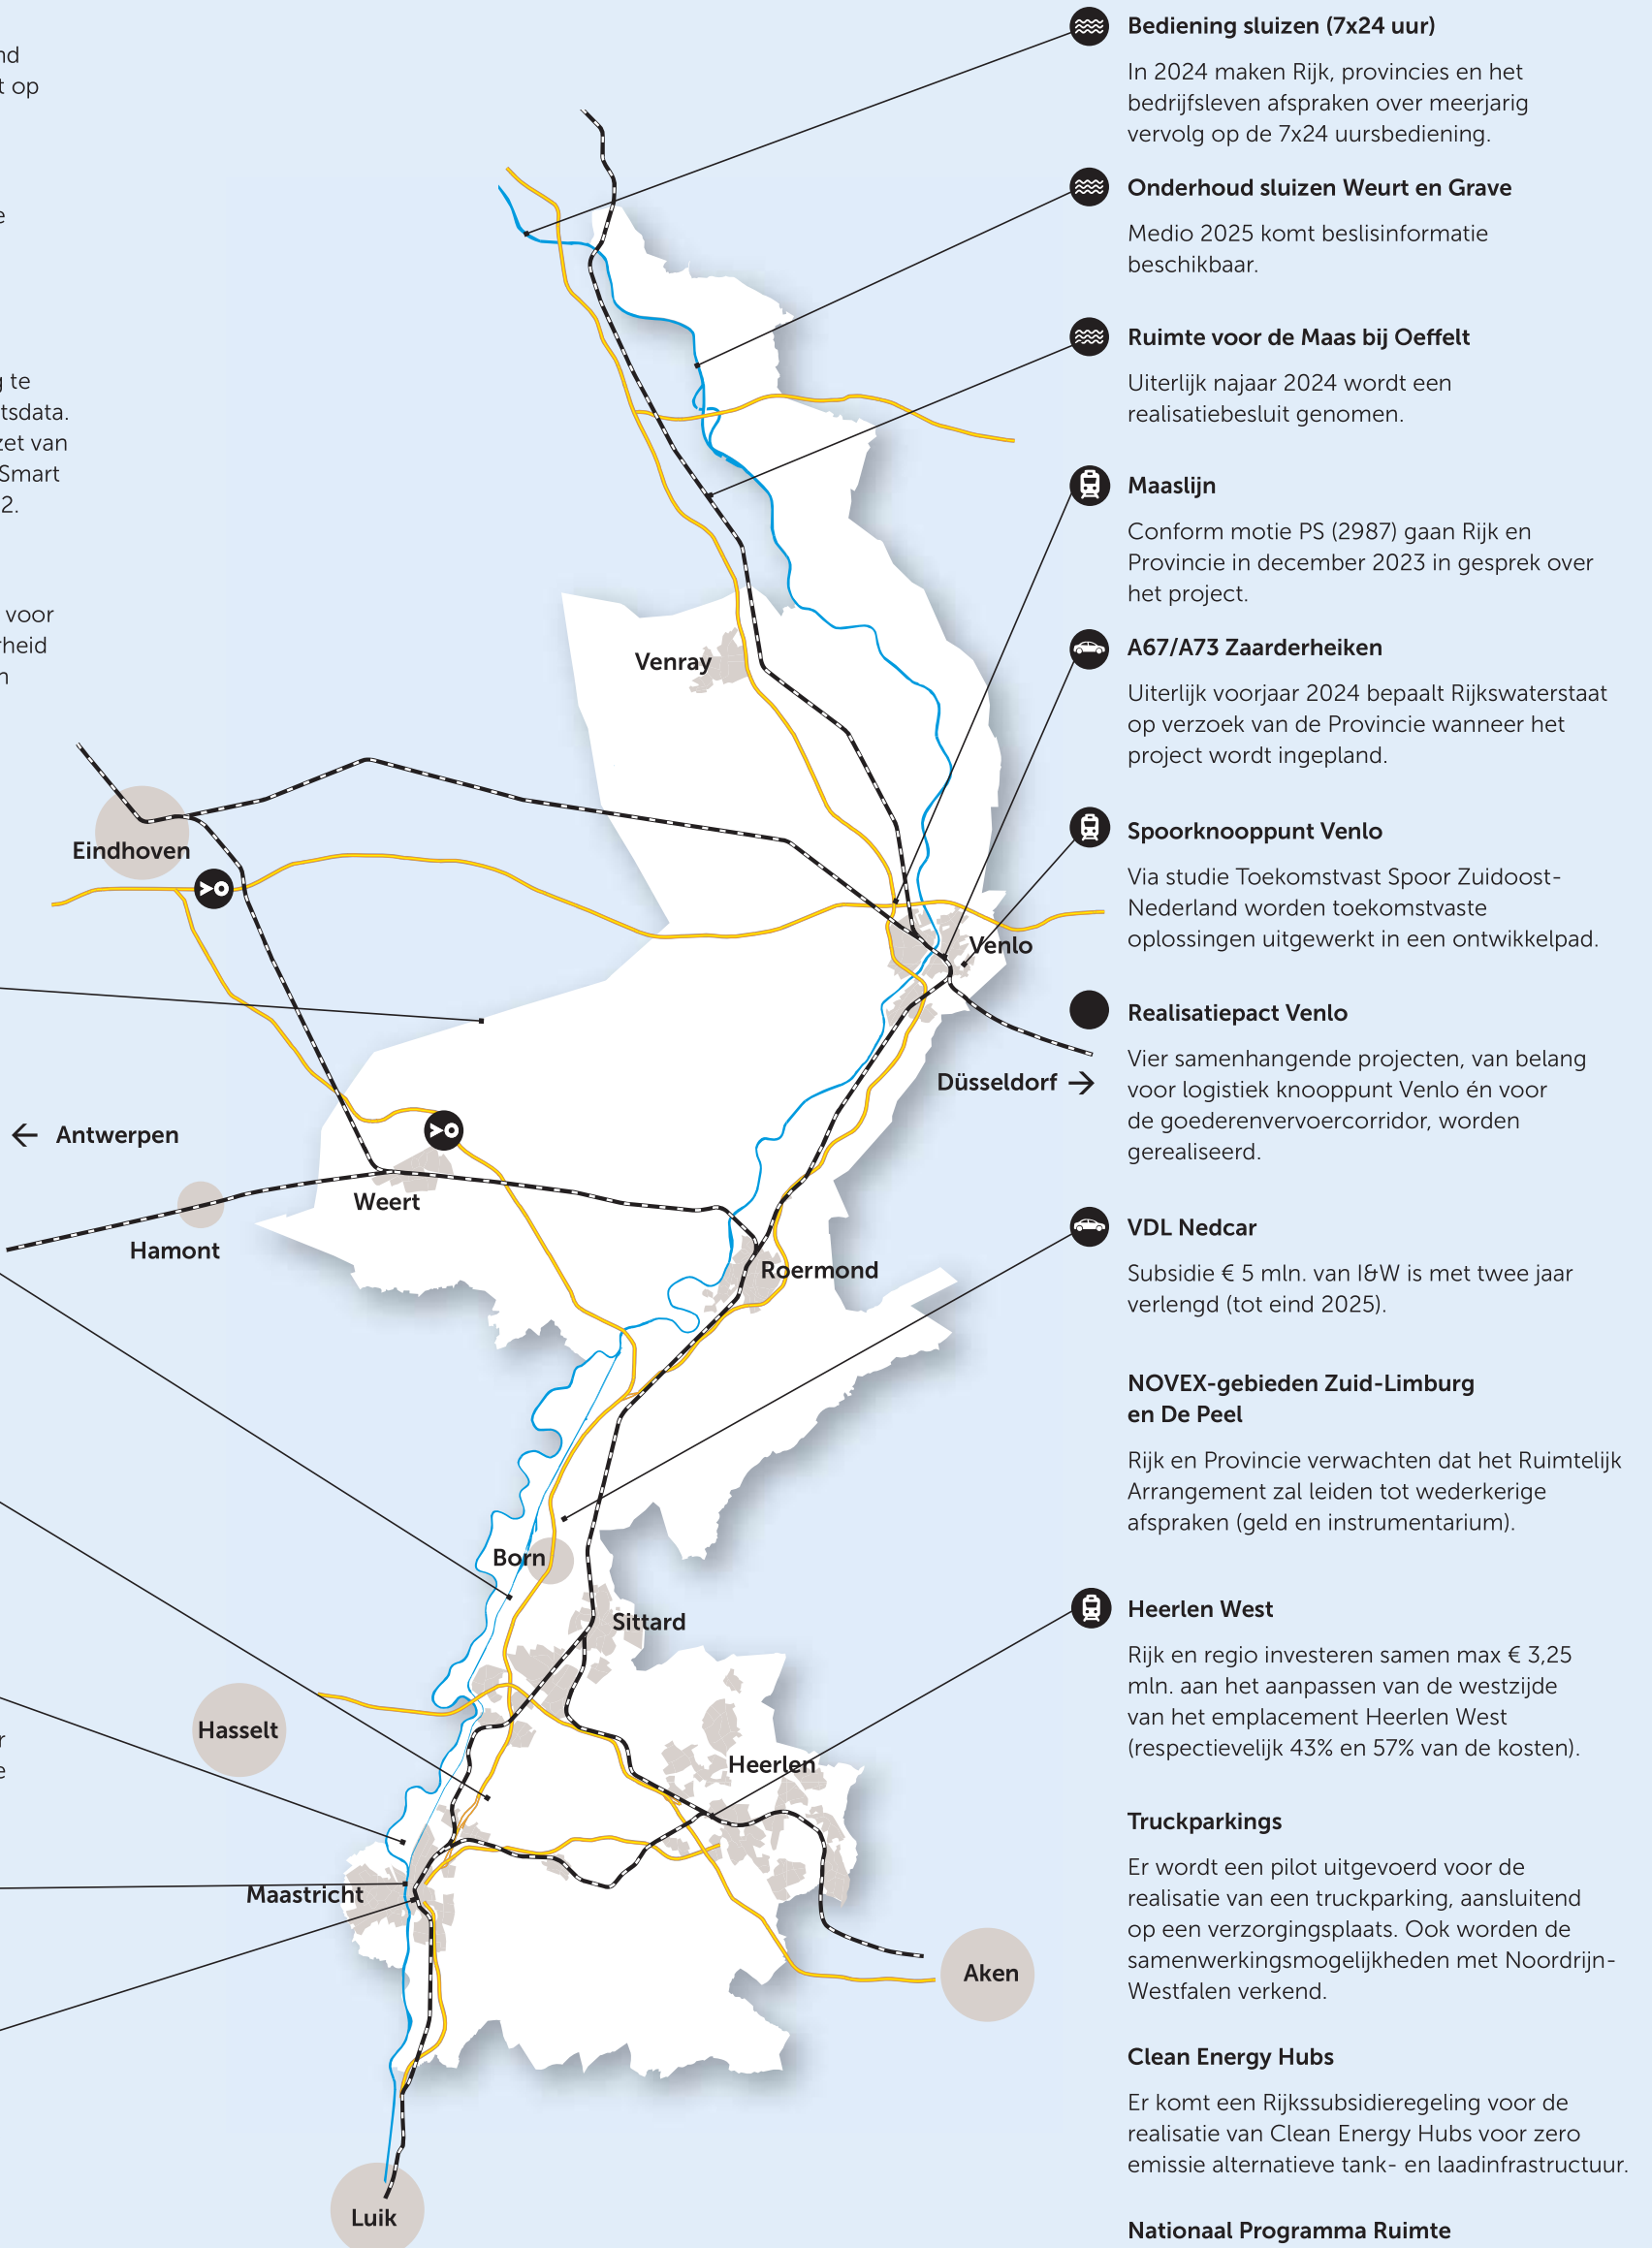 nd
t op
e
g te
tsdata.
zet van
Smart
2.
voor
rheid
n
r
e
Venray
Eindhoven
Venlo
Düsseldorf →
← Antwerpen
Weert
Hamont
Roermond
Born
Sittard
Hasselt
Heerlen
Maastricht
Aken
Luik
Bediening sluizen (7x24 uur)
In 2024 maken Rijk, provincies en het
bedrijfsleven afspraken over meerjarig
vervolg op de 7x24 uursbediening.
Onderhoud sluizen Weurt en Grave
Medio 2025 komt beslisinformatie
beschikbaar.
Ruimte voor de Maas bij Oeffelt
Uiterlijk najaar 2024 wordt een
realisatiebesluit genomen.
Maaslijn
Conform motie PS (2987) gaan Rijk en
Provincie in december 2023 in gesprek over
het project.
A67/A73 Zaarderheiken
Uiterlijk voorjaar 2024 bepaalt Rijkswaterstaat
op verzoek van de Provincie wanneer het
project wordt ingepland.
Spoorknooppunt Venlo
Via studie Toekomstvast Spoor Zuidoost-
Nederland worden toekomstvaste
oplossingen uitgewerkt in een ontwikkelpad.
Realisatiepact Venlo
Vier samenhangende projecten, van belang
voor logistiek knooppunt Venlo én voor
de goederenvervoercorridor, worden
gerealiseerd.
VDL Nedcar
Subsidie € 5 mln. van I&W is met twee jaar
verlengd (tot eind 2025).
NOVEX-gebieden Zuid-Limburg
en De Peel
Rijk en Provincie verwachten dat het Ruimtelijk
Arrangement zal leiden tot wederkerige
afspraken (geld en instrumentarium).
Heerlen West
Rijk en regio investeren samen max € 3,25
mln. aan het aanpassen van de westzijde
van het emplacement Heerlen West
(respectievelijk 43% en 57% van de kosten).
Truckparkings
Er wordt een pilot uitgevoerd voor de
realisatie van een truckparking, aansluitend
op een verzorgingsplaats. Ook worden de
samenwerkingsmogelijkheden met Noordrijn-
Westfalen verkend.
Clean Energy Hubs
Er komt een Rijkssubsidieregeling voor de
realisatie van Clean Energy Hubs voor zero
emissie alternatieve tank- en laadinfrastructuur.
Nationaal Programma Ruimte